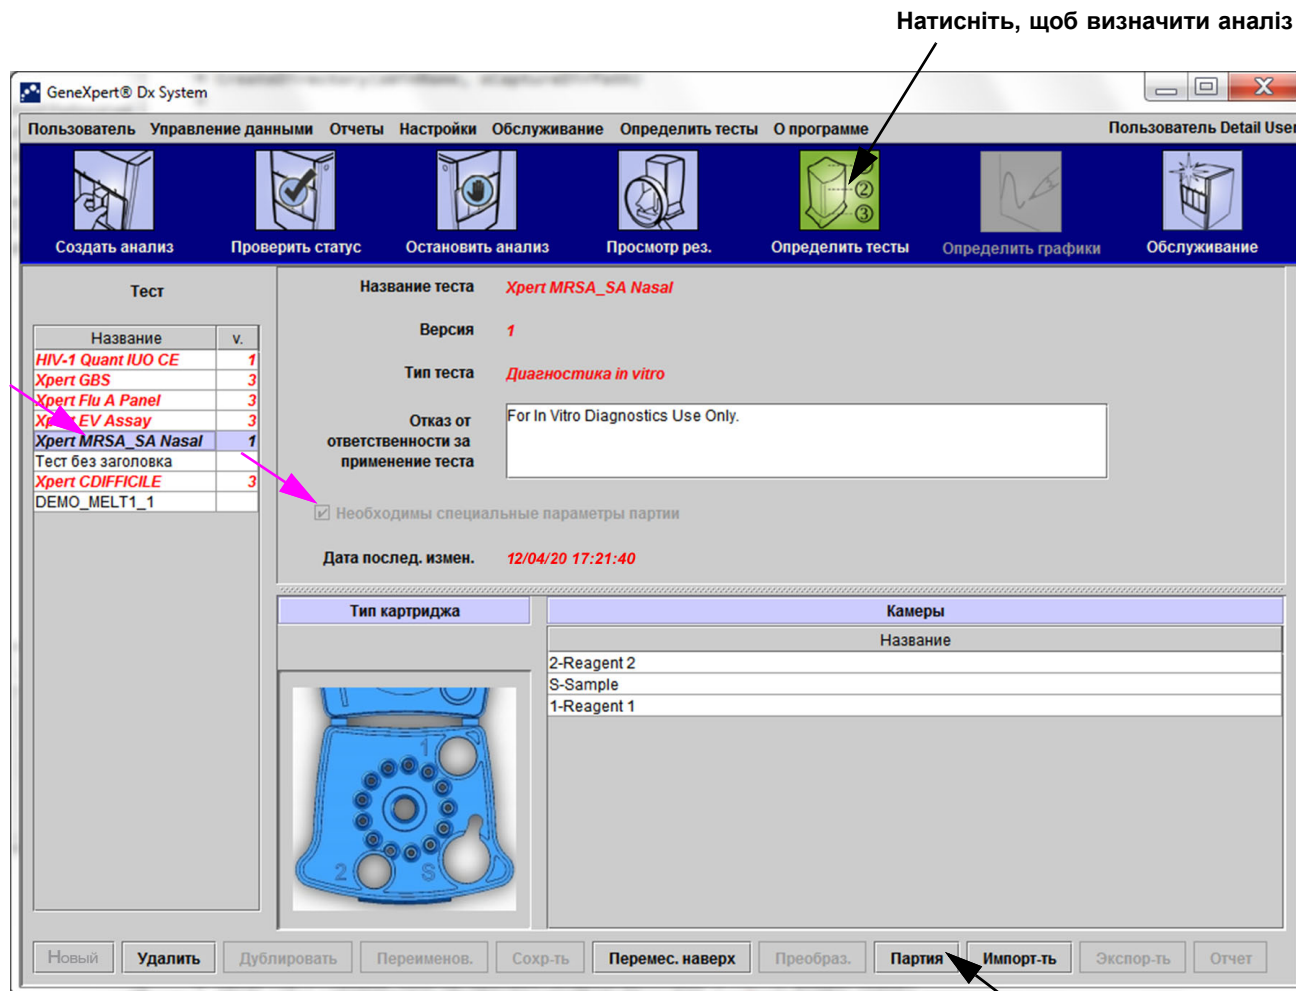 Натисніть, щоб визначити аналіз
GeneXpert® Dx System
Пользователь Управление данными Отчеты Настройки Обслуживание Определить тесты О программе Пользователь Detail User
Создать анализ Проверить статус Остановить анализ Просмотр рез. Определить тесты Определить графики Обслуживание
Тест
Название v.
HIV-1 Quant IUO CE 1
Xpert GBS 3
Xpert Flu A Panel 3
Xpert EV Assay 3
Xpert MRSA_SA Nasal 1
Тест без заголовка
Xpert CDIFFICILE 3
DEMO_MELT1_1
Название теста Xpert MRSA_SA Nasal
Версия 1
Тип теста Диагностика in vitro
Отказ от
ответственности за
применение теста
For In Vitro Diagnostics Use Only.
Необходимы специальные параметры партии
Дата послед. измен. 12/04/20 17:21:40
Тип картриджа
1
2 S
Камеры
Название
2-Reagent 2
S-Sample
1-Reagent 1
Новый Удалить Дублировать Переименов. Сохр-ть Перемес. наверх Преобраз. Партия Импорт-ть Экспор-ть Отчет